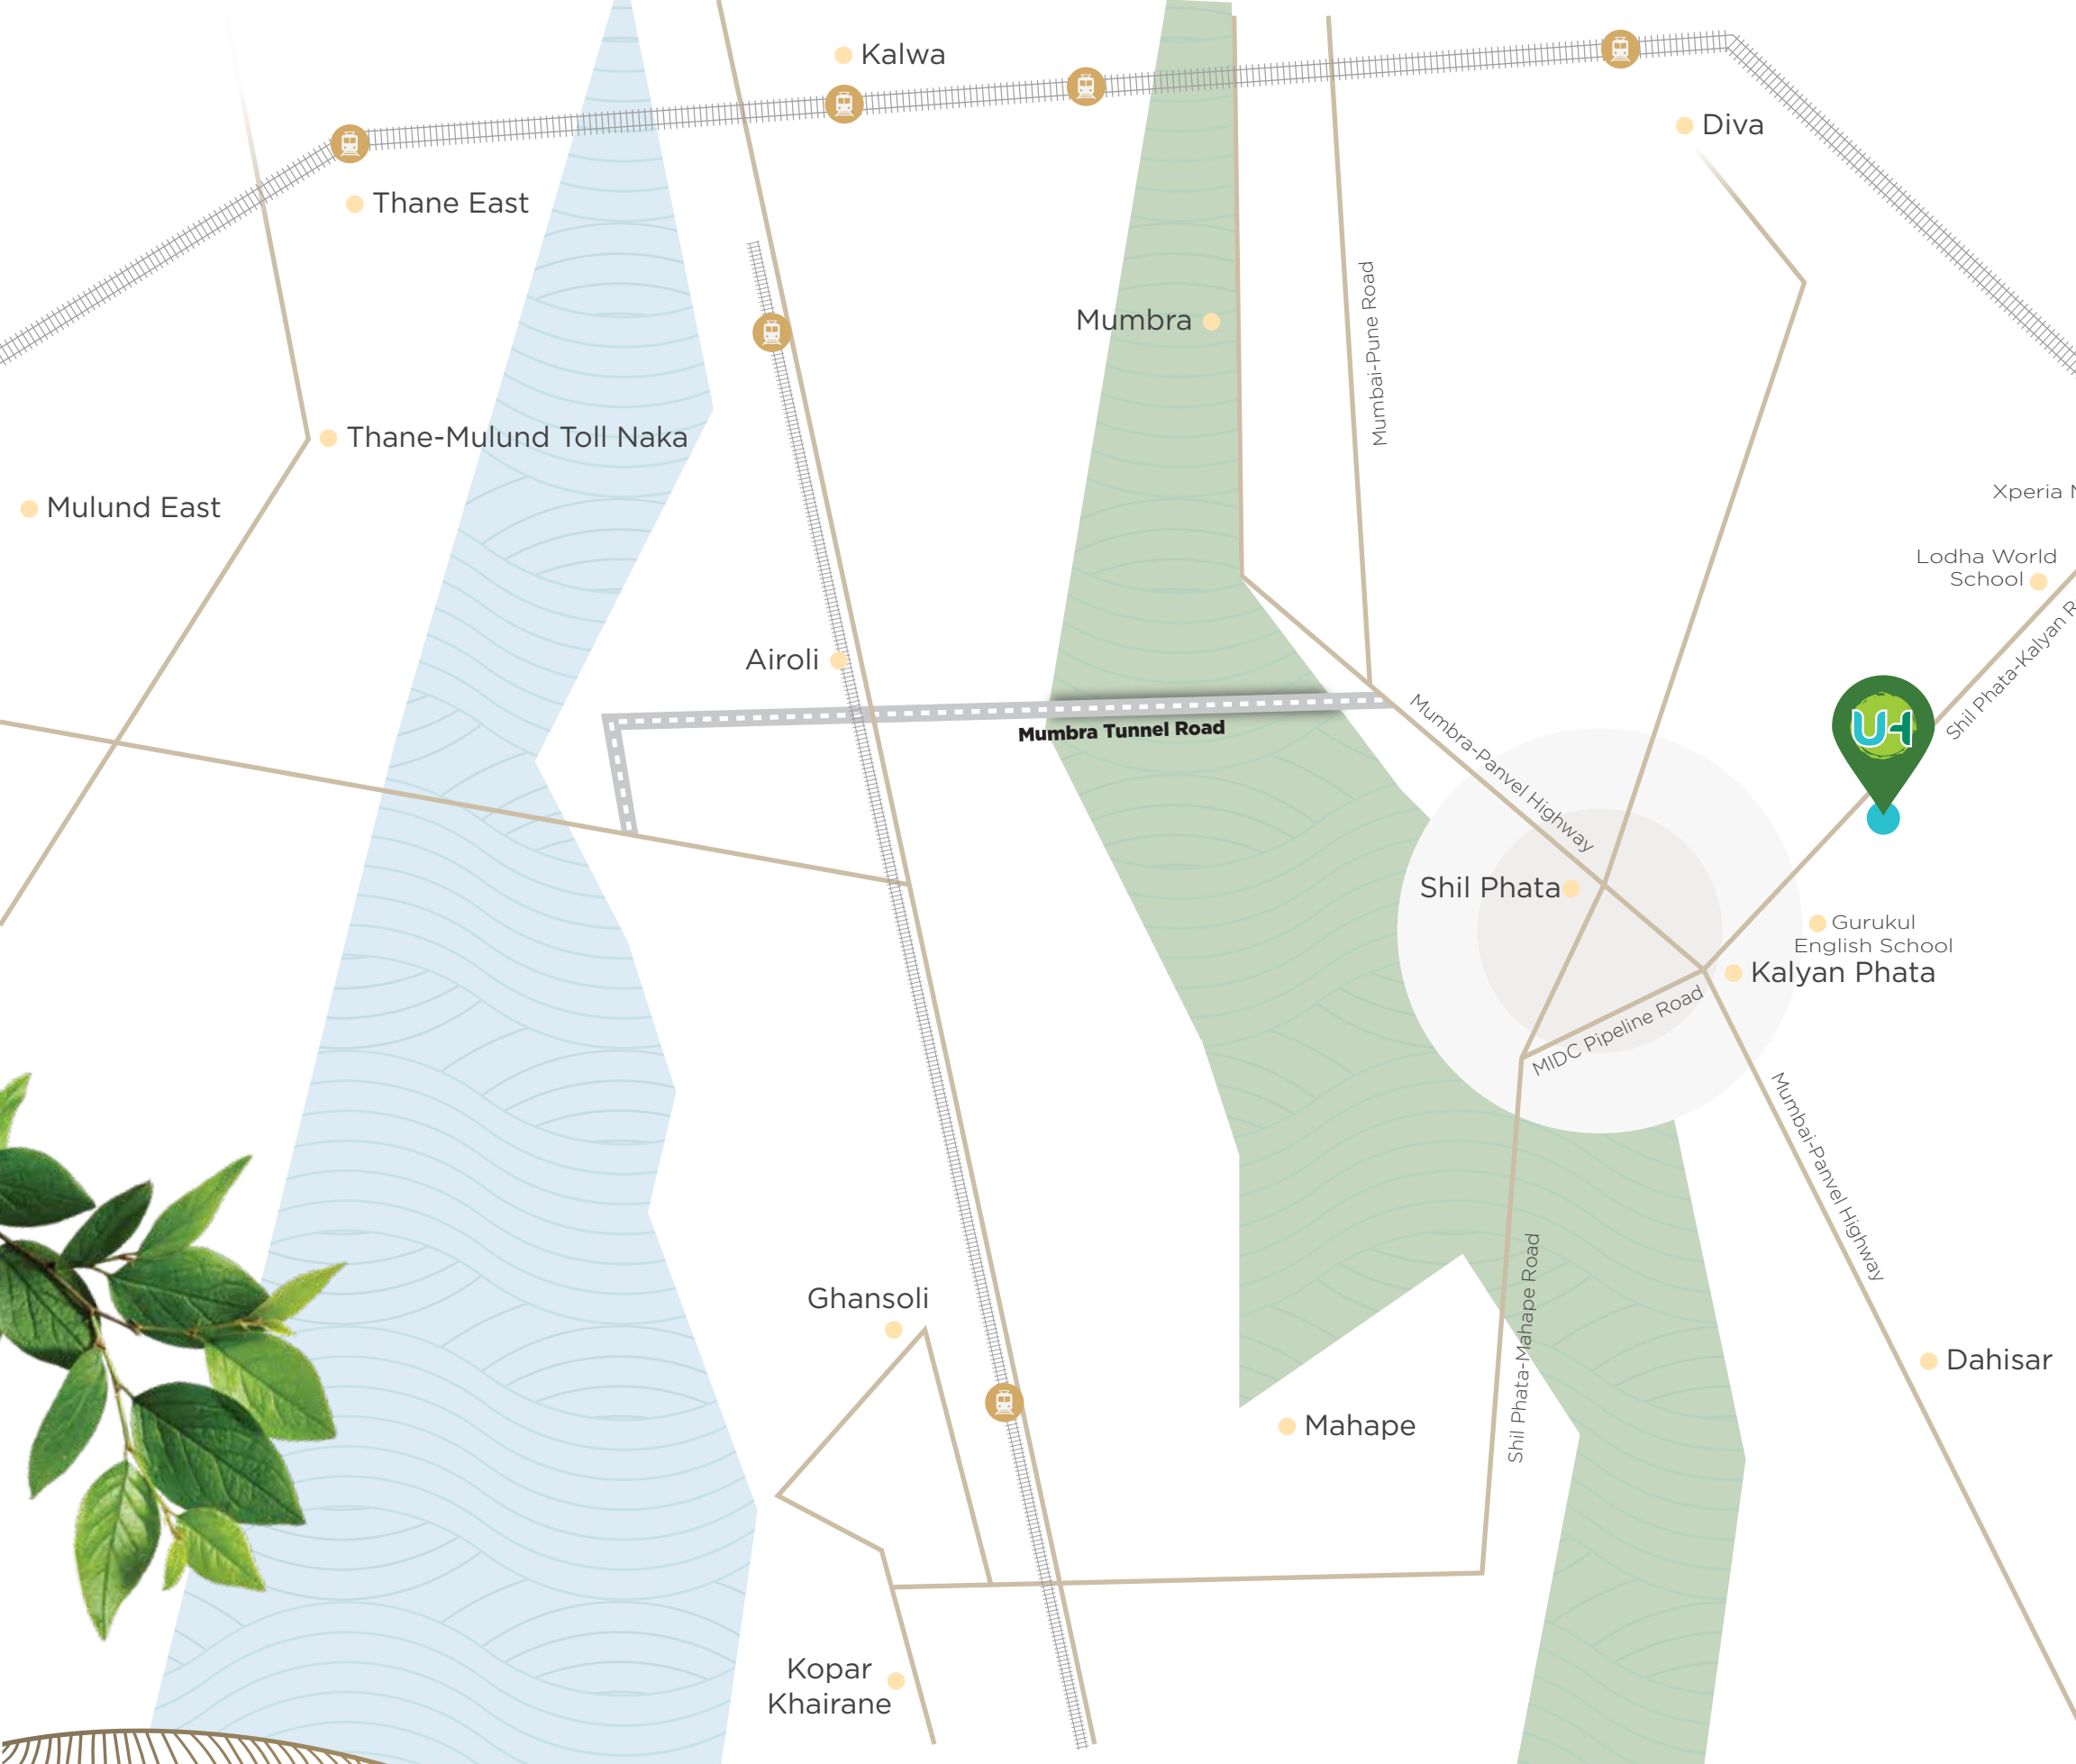 Kalwa
Diva
Thane East
Mumbra
Mumbai-Pune Road
Thane-Mulund Toll Naka
Mulund East
Xperia
Lodha World
School
Shil Phata-Kalyan
Airoli
Mumbra Tunnel Road
Mumbra-Panvel Highway
UH
Shil Phata
Gurukul
English School
Kalyan Phata
MIDC Pipeline Road
Mumbai-Panvel Highway
Ghansoli
Shil Phata-Mahape Road
Dahisar
Mahape
Kopar
Khairane